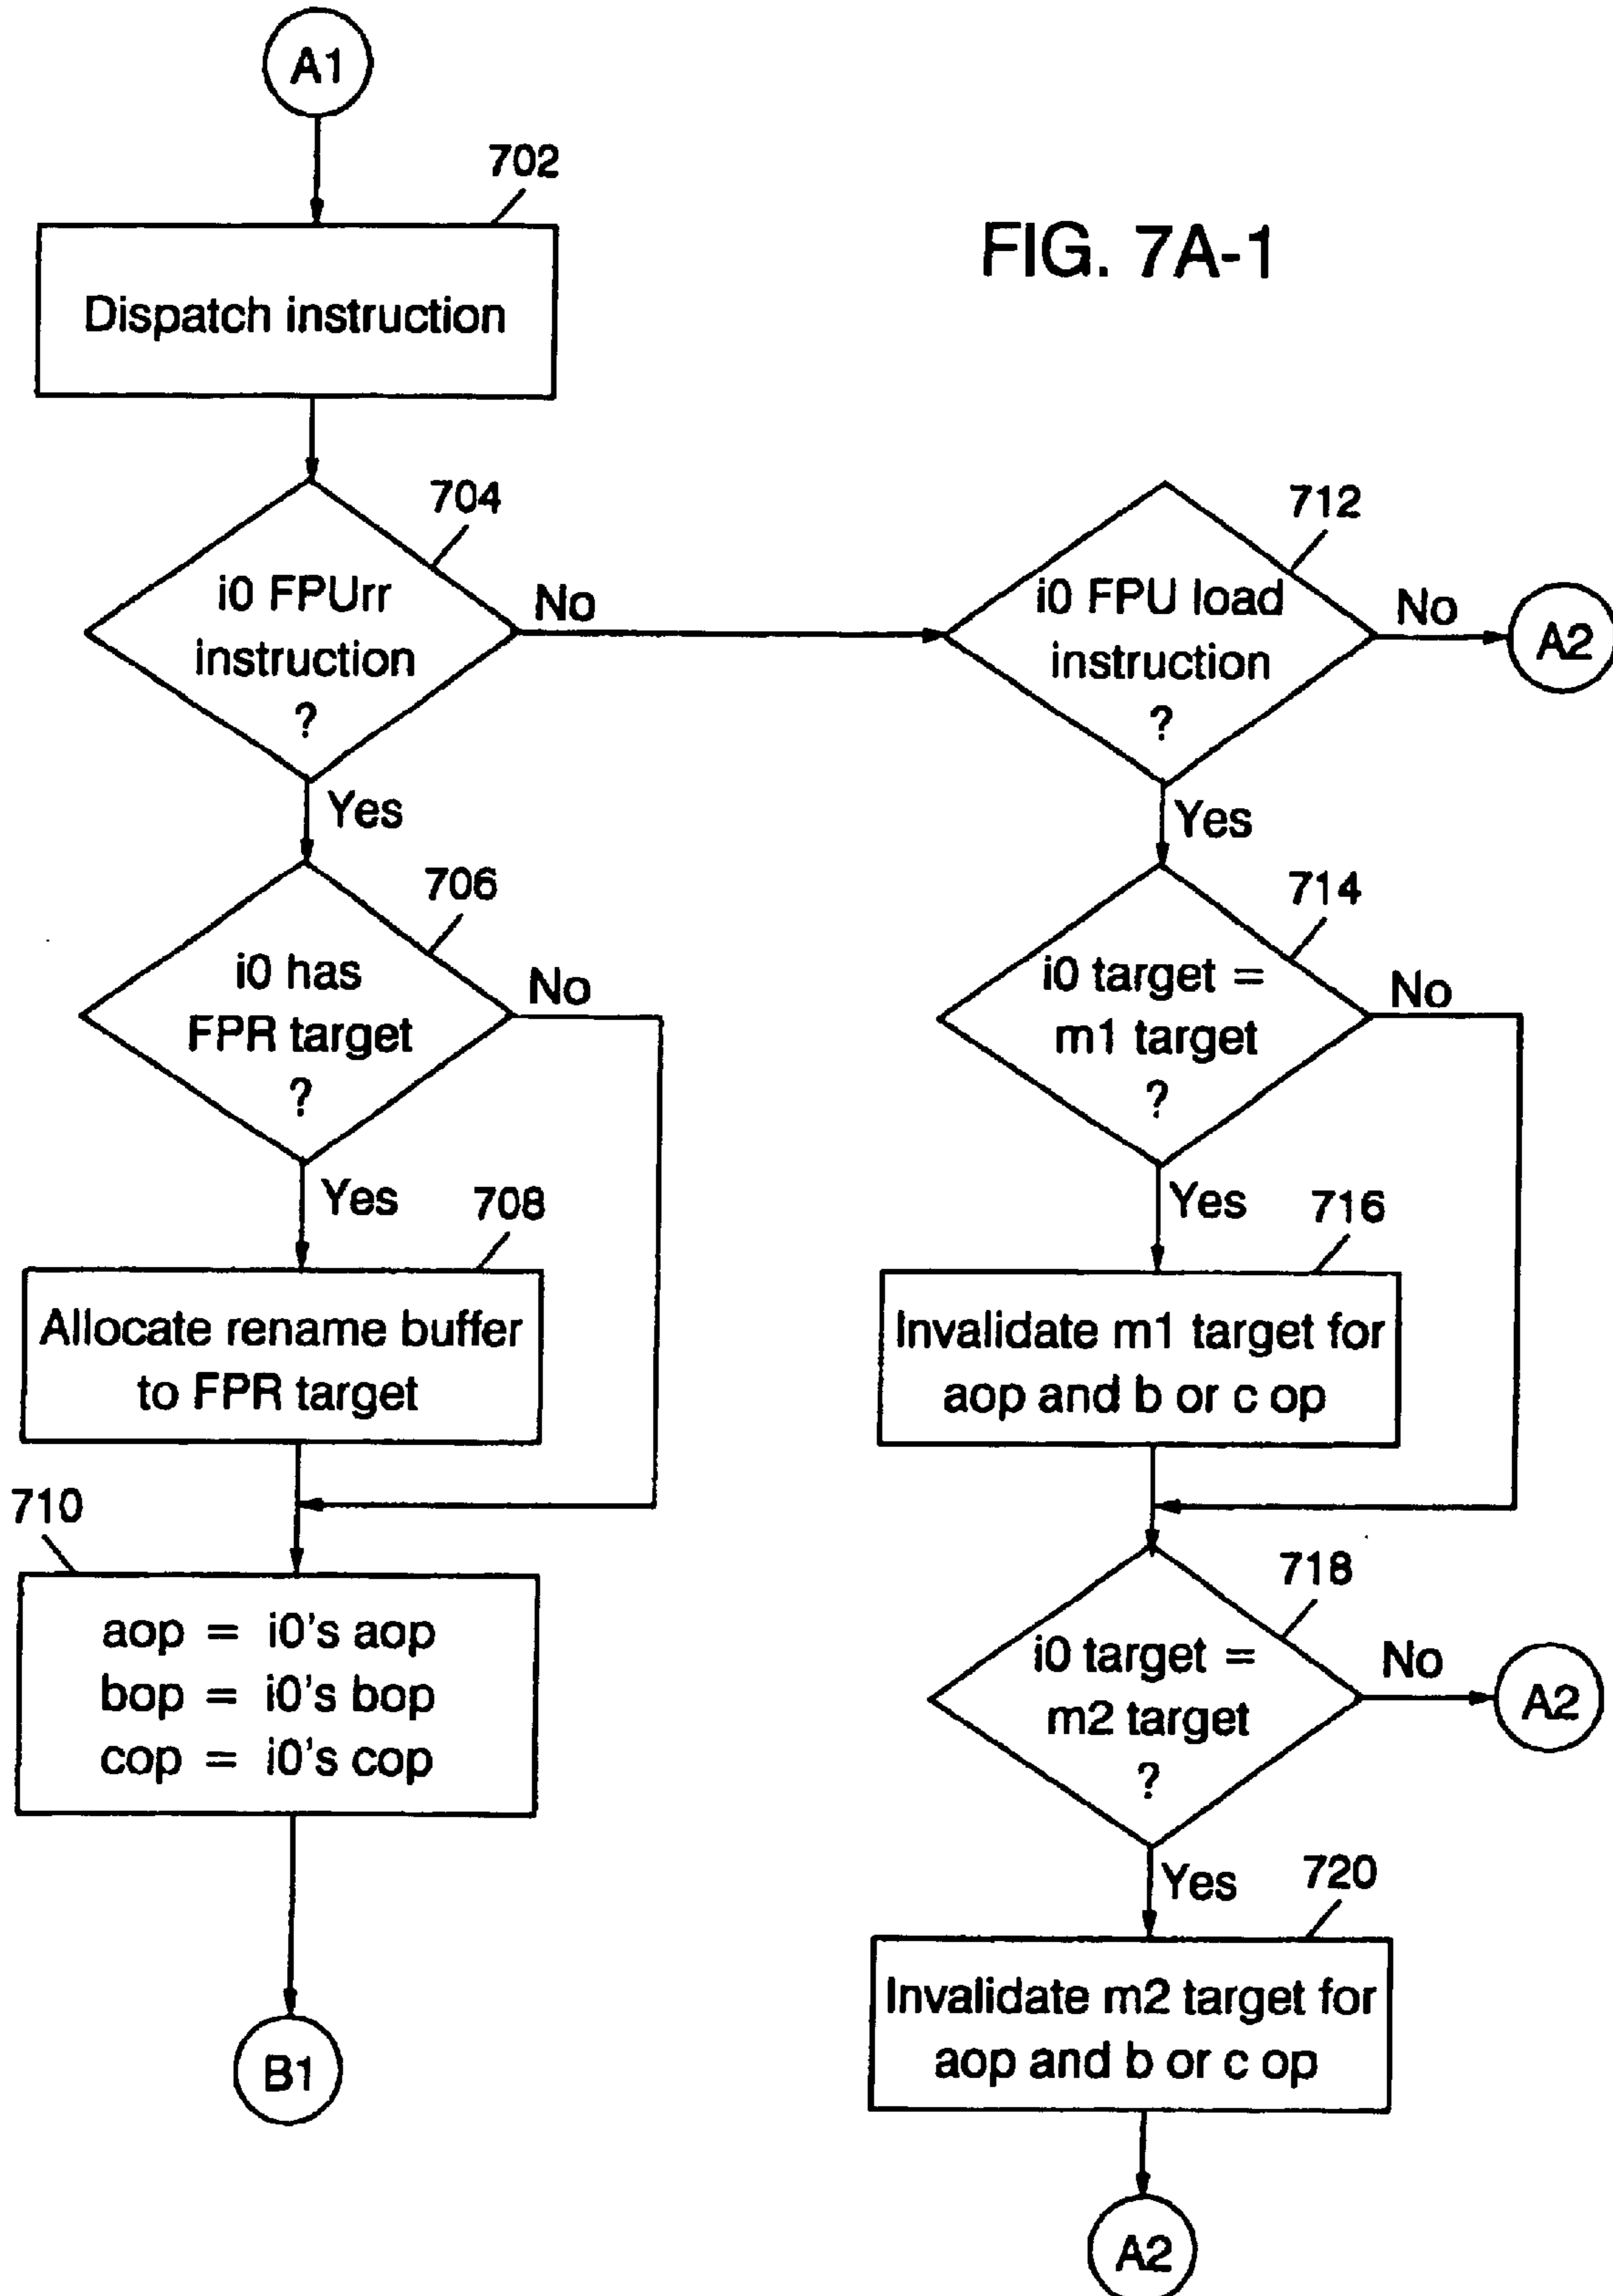 A1
702
Dispatch instruction
FIG. 7A-1
704
i0 FPUrr
instruction
?
No
Yes
706
i0 has
FPR target
?
No
Yes
708
Allocate rename buffer
to FPR target
710
aop = i0's aop
bop = i0's bop
cop = i0's cop
B1
712
i0 FPU load
instruction
?
No
A2
Yes
714
i0 target =
m1 target
?
No
Yes
716
Invalidate m1 target for
aop and b or c op
718
i0 target =
m2 target
?
No
A2
Yes
720
Invalidate m2 target for
aop and b or c op
A2